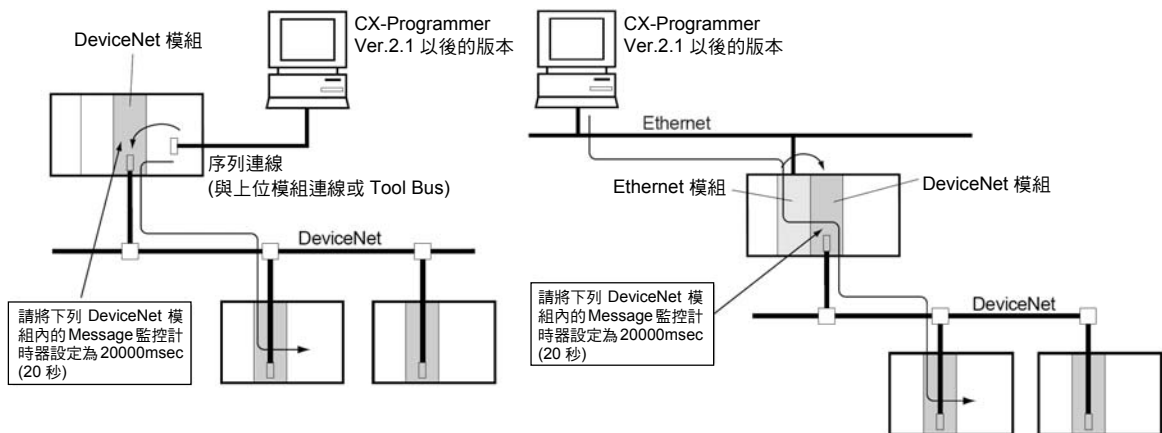 DeviceNet 模組
CX-Programmer
Ver.2.1 以後的版本
序列連線
(與上位模組連線或 Tool Bus)
DeviceNet
請將下列 DeviceNet 模
組內的 Message 監控計
時器設定為 20000msec
(20 秒)
CX-Programmer
Ver.2.1 以後的版本
Ethernet
Ethernet 模組
DeviceNet 模組
請將下列 DeviceNet 模
組內的 Message 監控計
時器設定為 20000msec
(20 秒)
DeviceNet